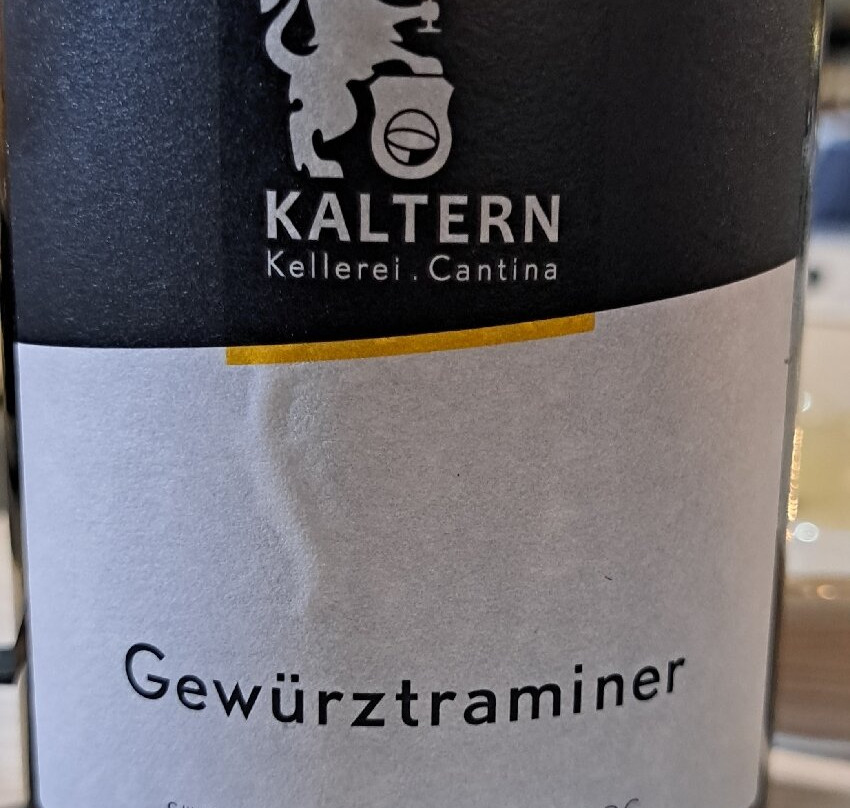 KALTERN
Kellerei . Cantina
Gewürztraminer